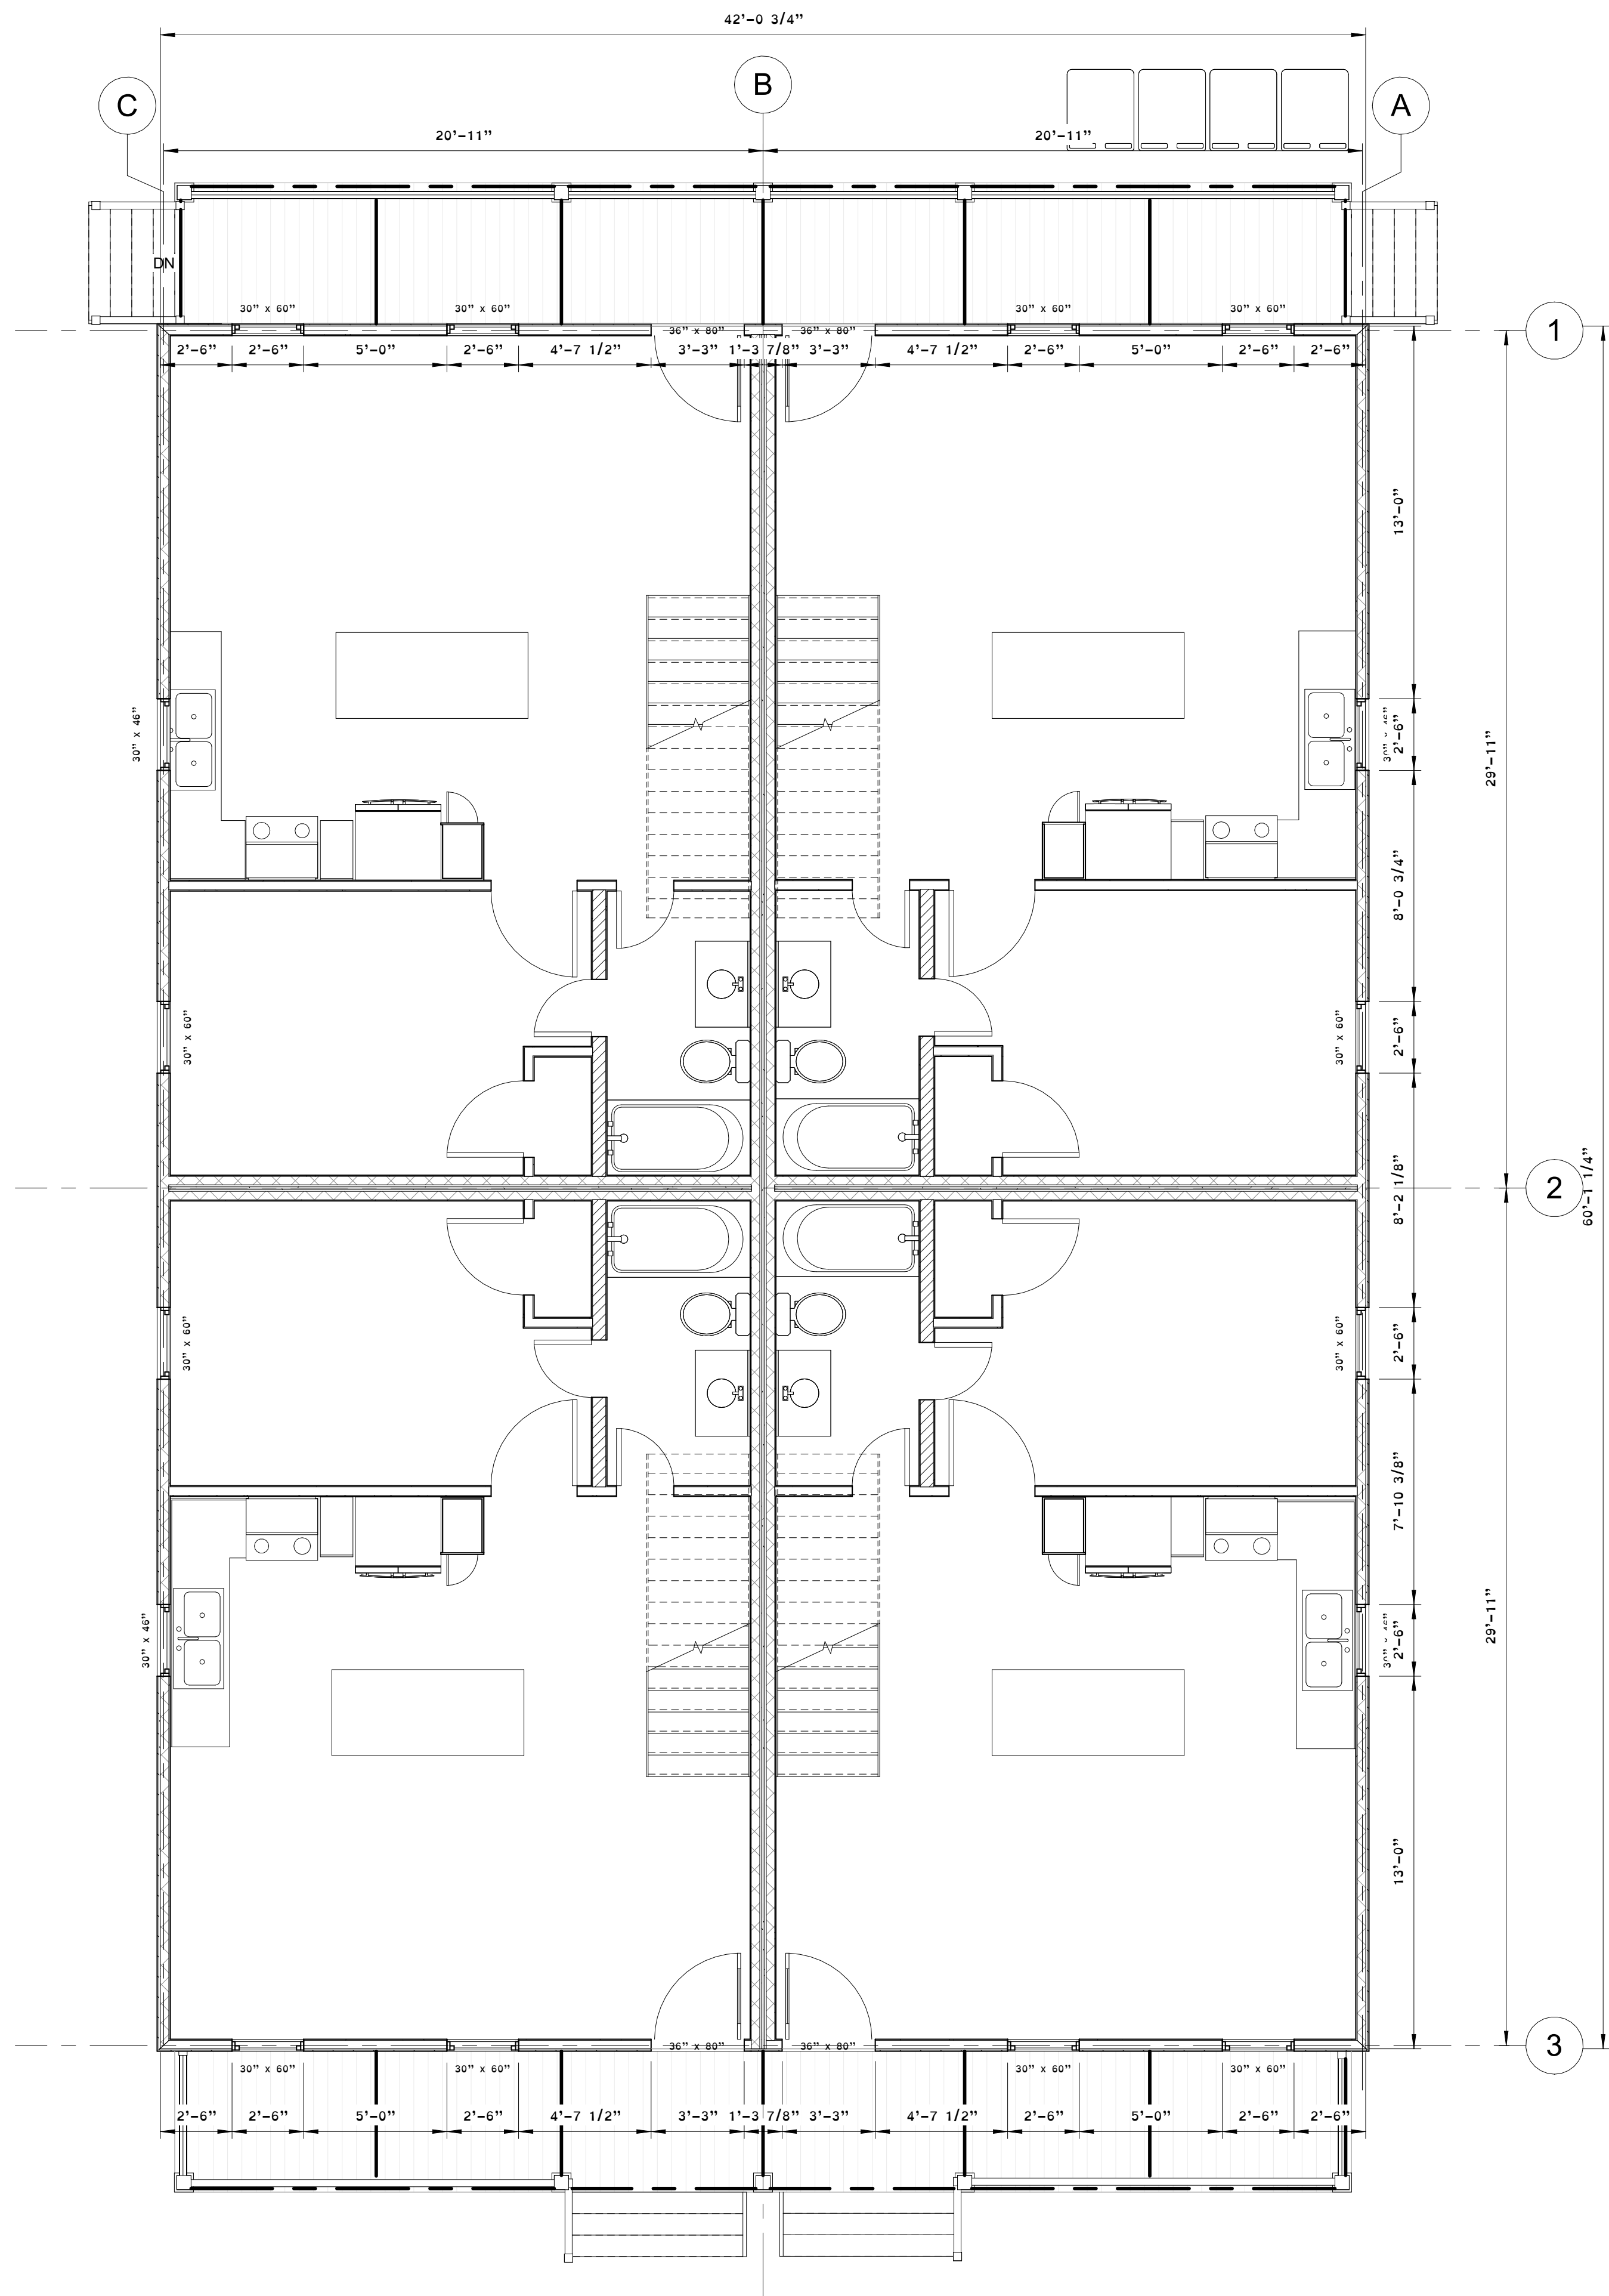 42'-0 3/4"
C
B
A
20'-11"
20'-11"
DN
30" x 60"
30" x 60"
30" x 60"
30" x 60"
36" x 80"
36" x 80"
1
2'-6"
2'-6"
5'-0"
2'-6"
4'-7 1/2"
3'-3"
1'-3 7/8"
3'-3"
4'-7 1/2"
2'-6"
5'-0"
2'-6"
2'-6"
13'-0"
30" x 46"
2'-6"
29'-11"
8'-0 3/4"
30" x 60"
30" x 60"
2'-6"
8'-2 1/8"
2
60'-1 1/4"
30" x 60"
30" x 60"
2'-6"
7'-10 3/8"
30" x 46"
2'-6"
29'-11"
13'-0"
36" x 80"
36" x 80"
3
30" x 60"
30" x 60"
30" x 60"
30" x 60"
2'-6"
2'-6"
5'-0"
2'-6"
4'-7 1/2"
3'-3"
1'-3 7/8"
3'-3"
4'-7 1/2"
2'-6"
5'-0"
2'-6"
2'-6"